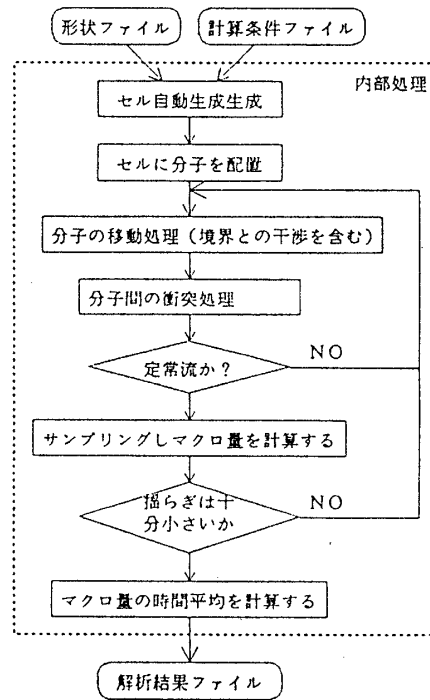 形状ファイル
計算条件ファイル
内部処理
セル自動生成生成
セルに分子を配置
分子の移動処理（境界との干渉を含む）
分子間の衝突処理
定常流か？
NO
サンプリングしマクロ量を計算する
揺らぎは十
分小さいか
NO
マクロ量の時間平均を計算する
解析結果ファイル